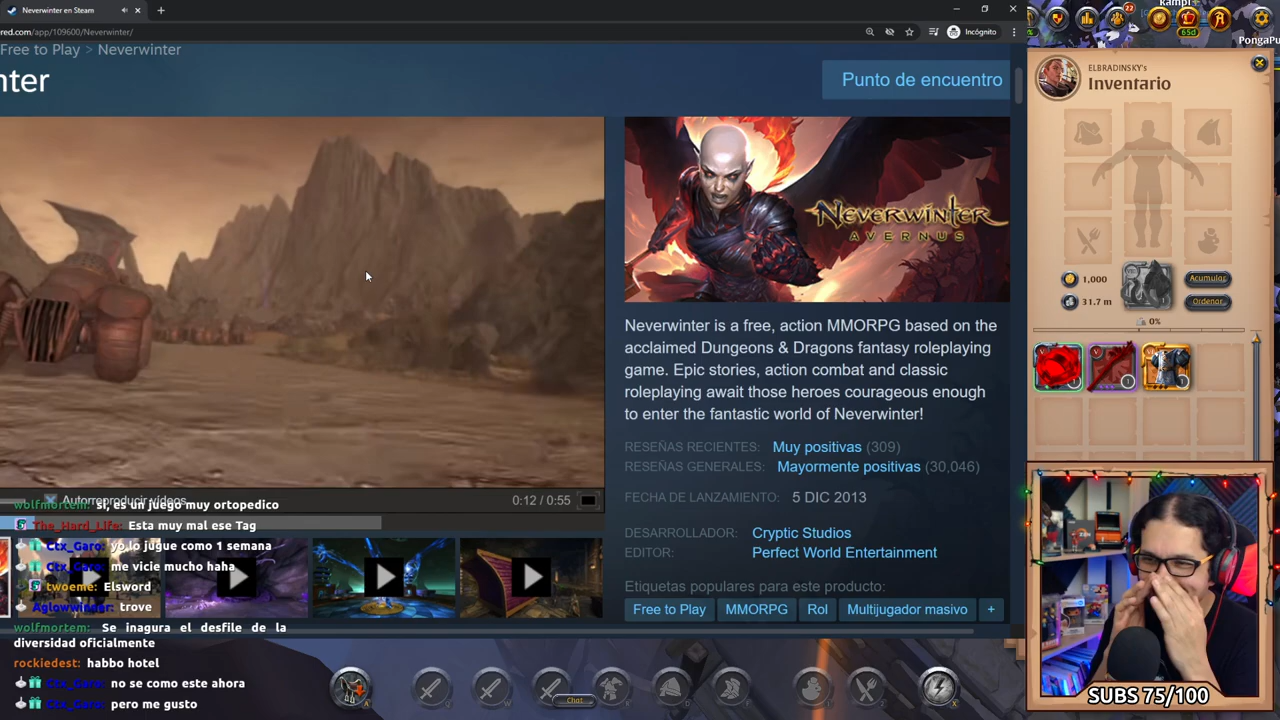 Neverwinter en Steam
red.com/app/109600/Neverwinter/
Incógnito
Free to Play > Neverwinter
nter
Punto de encuentro
NEVERWINTER
AVERNUS
Neverwinter is a free, action MMORPG based on the
acclaimed Dungeons & Dragons fantasy roleplaying
game. Epic stories, action combat and classic
roleplaying await those heroes courageous enough
to enter the fantastic world of Neverwinter!
RESEÑAS RECIENTES: Muy positivas (309)
RESEÑAS GENERALES: Mayormente positivas (30,046)
FECHA DE LANZAMIENTO: 5 DIC 2013
DESARROLLADOR: Cryptic Studios
EDITOR: Perfect World Entertainment
Etiquetas populares para este producto:
Free to Play MMORPG Rol Multijugador masivo +
Autorreproducir vídeos
0:12 / 0:55
wolfmortem: si, es un juego muy ortopedico
The_Hard_Life: Esta muy mal ese Tag
Ctx_Garo: yo lo jugue como 1 semana
Ctx_Garo: me vicie mucho haha
twoeme: Elsword
Aglowwinner: trove
wolfmortem: Se inagura el desfile de la
diversidad oficialmente
rockiedest: habbo hotel
Ctx_Garo: no se como este ahora
Ctx_Garo: pero me gusto
Chat
22
65d
PongaPu
ELBRADINSKY's
Inventario
1,000
Acumular
31.7 m
Ordenar
0%
SUBS 75/100